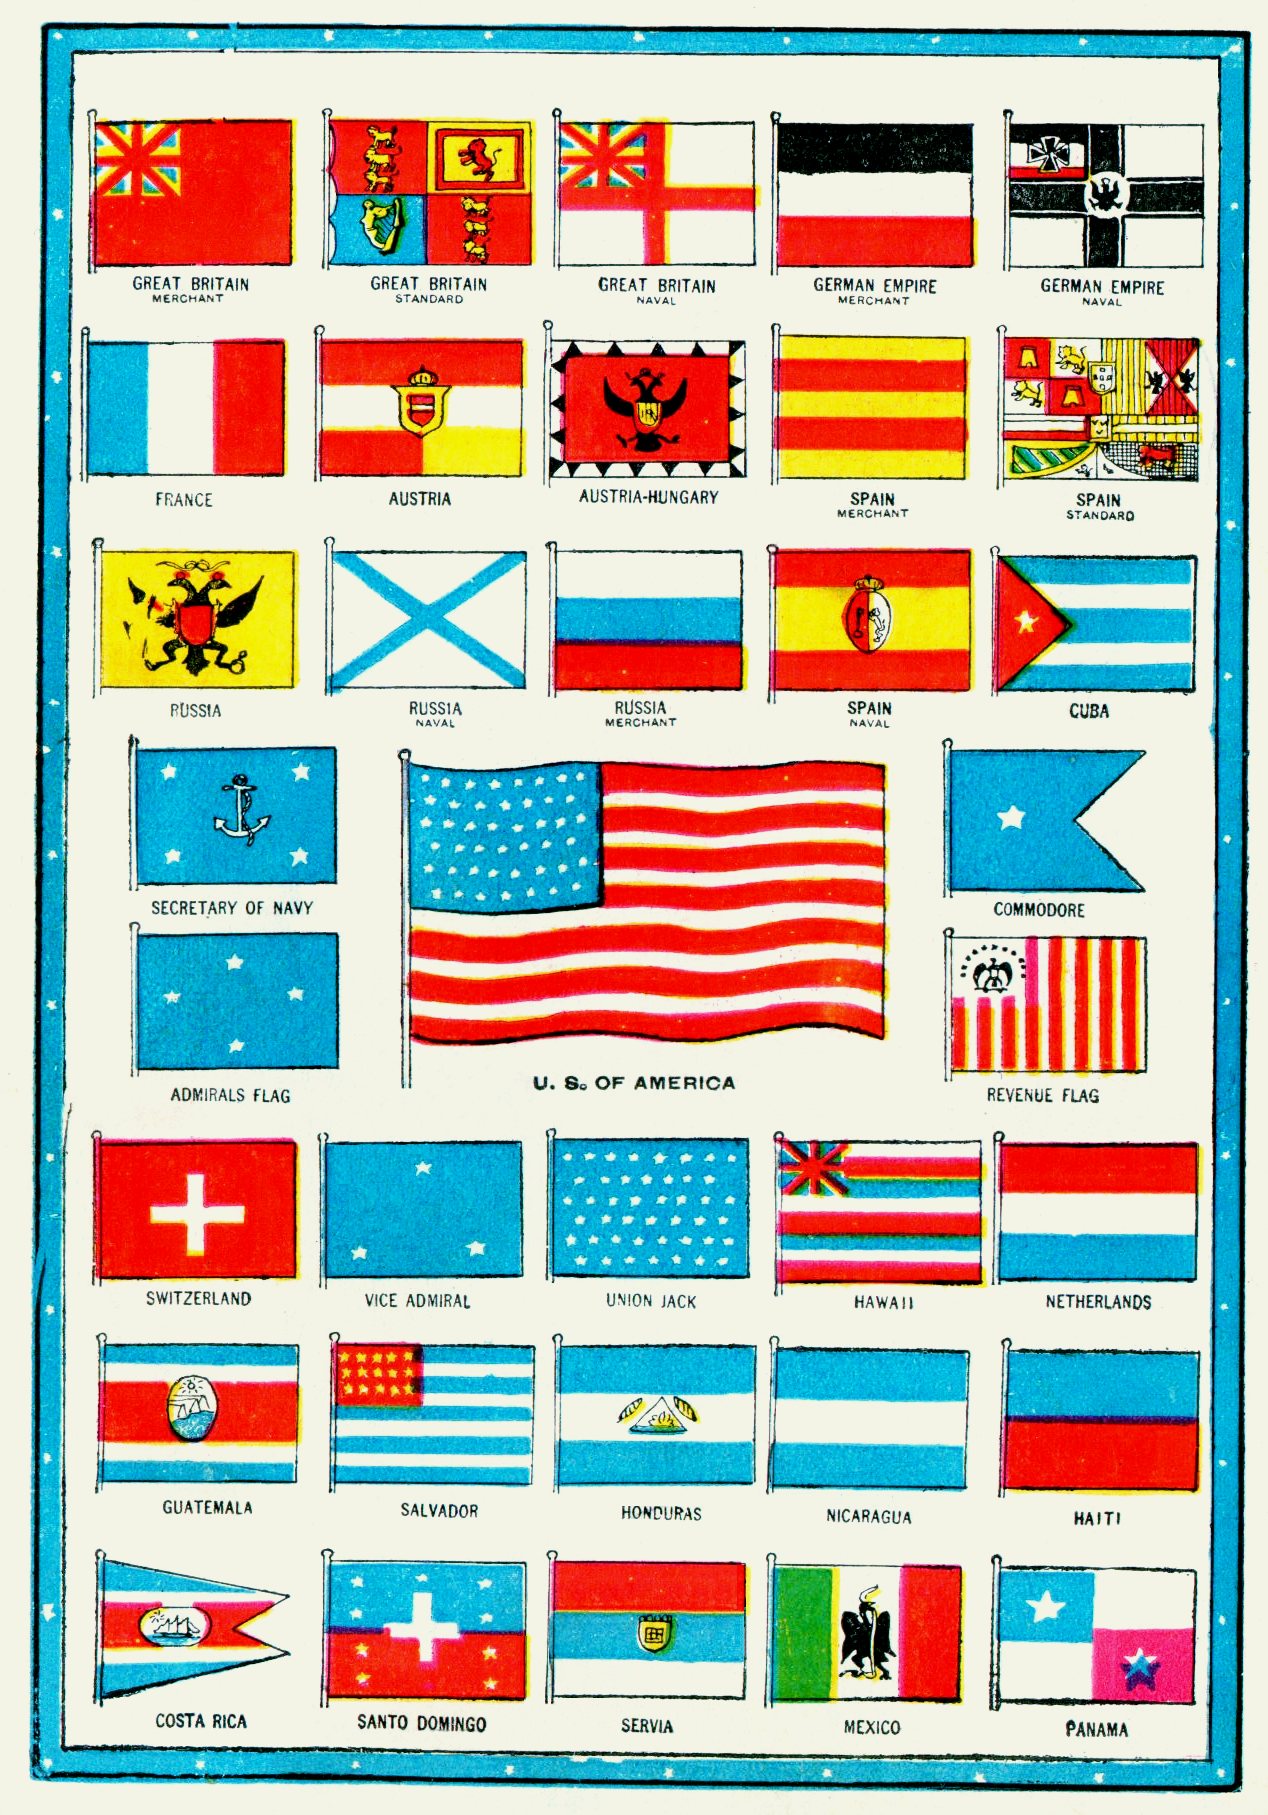 GREAT BRITAIN
MERCHANT
GREAT BRITAIN
STANDARD
GREAT BRITAIN
NAVAL
GERMAN EMPIRE
MERCHANT
GERMAN EMPIRE
NAVAL
FRANCE
AUSTRIA
AUSTRIA-HUNGARY
SPAIN
MERCHANT
SPAIN
STANDARD
RUSSIA
RUSSIA
NAVAL
RUSSIA
MERCHANT
SPAIN
NAVAL
CUBA
SECRETARY OF NAVY
COMMODORE
ADMIRALS FLAG
U. S. OF AMERICA
REVENUE FLAG
SWITZERLAND
VICE ADMIRAL
UNION JACK
HAWAII
NETHERLANDS
GUATEMALA
SALVADOR
HONDURAS
NICARAGUA
HAITI
COSTA RICA
SANTO DOMINGO
SERVIA
MEXICO
PANAMA